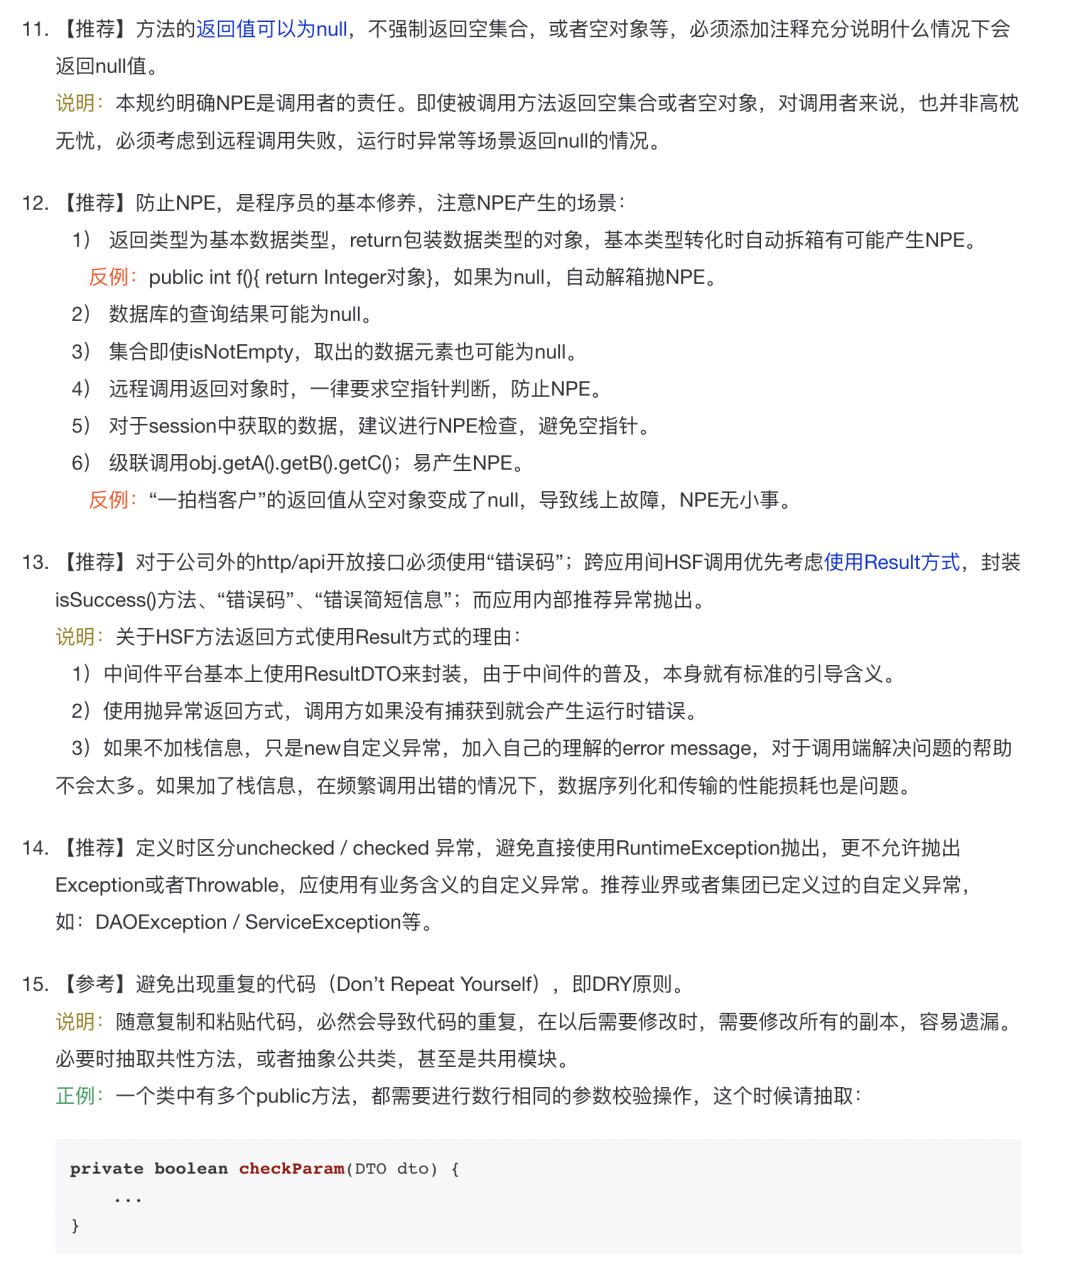 11. 【推荐】方法的返回值可以为null，不强制返回空集合，或者空对象等，必须添加注释充分说明什么情况下会
返回null值。
说明：本规约明确NPE是调用者的责任。即使被调用方法返回空集合或者空对象，对调用者来说，也并非高枕
无忧，必须考虑到远程调用失败，运行时异常等场景返回null的情况。
12. 【推荐】防止NPE，是程序员的基本修养，注意NPE产生的场景：
1） 返回类型为基本数据类型，return包装数据类型的对象，基本类型转化时自动拆箱有可能产生NPE。
反例：public int f(){ return Integer对象}，如果为null，自动解箱抛NPE。
2） 数据库的查询结果可能为null。
3） 集合即使isNotEmpty，取出的数据元素也可能为null。
4） 远程调用返回对象时，一律要求空指针判断，防止NPE。
5） 对于session中获取的数据，建议进行NPE检查，避免空指针。
6） 级联调用obj.getA().getB().getC()；易产生NPE。
反例：“一拍档客户”的返回值从空对象变成了null，导致线上故障，NPE无小事。
13. 【推荐】对于公司外的http/api开放接口必须使用“错误码”；跨应用间HSF调用优先考虑使用Result方式，封装
isSuccess()方法、“错误码”、“错误简短信息”；而应用内部推荐异常抛出。
说明：关于HSF方法返回方式使用Result方式的理由：
1）中间件平台基本上使用ResultDTO来封装，由于中间件的普及，本身就有标准的引导含义。
2）使用抛异常返回方式，调用方如果没有捕获到就会产生运行时错误。
3）如果不加栈信息，只是new自定义异常，加入自己的理解的error message，对于调用端解决问题的帮助
不会太多。如果加了栈信息，在频繁调用出错的情况下，数据序列化和传输的性能损耗也是问题。
14. 【推荐】定义时区分unchecked / checked 异常，避免直接使用RuntimeException抛出，更不允许抛出
Exception或者Throwable，应使用有业务含义的自定义异常。推荐业界或者集团已定义过的自定义异常，
如：DAOException / ServiceException等。
15. 【参考】避免出现重复的代码（Don’t Repeat Yourself），即DRY原则。
说明：随意复制和粘贴代码，必然会导致代码的重复，在以后需要修改时，需要修改所有的副本，容易遗漏。
必要时抽取共性方法，或者抽象公共类，甚至是共用模块。
正例：一个类中有多个public方法，都需要进行数行相同的参数校验操作，这个时候请抽取：
private boolean checkParam(DTO dto) {
...
}